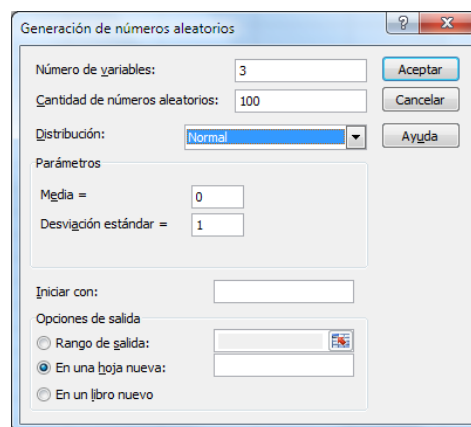 Generación de números aleatorios
Número de variables: 3
Aceptar
Cantidad de números aleatorios: 100
Cancelar
Distribución: Normal
Ayuda
Parámetros
Media = 0
Desviación estándar = 1
Iniciar con:
Opciones de salida
Rango de salida:
En una hoja nueva:
En un libro nuevo